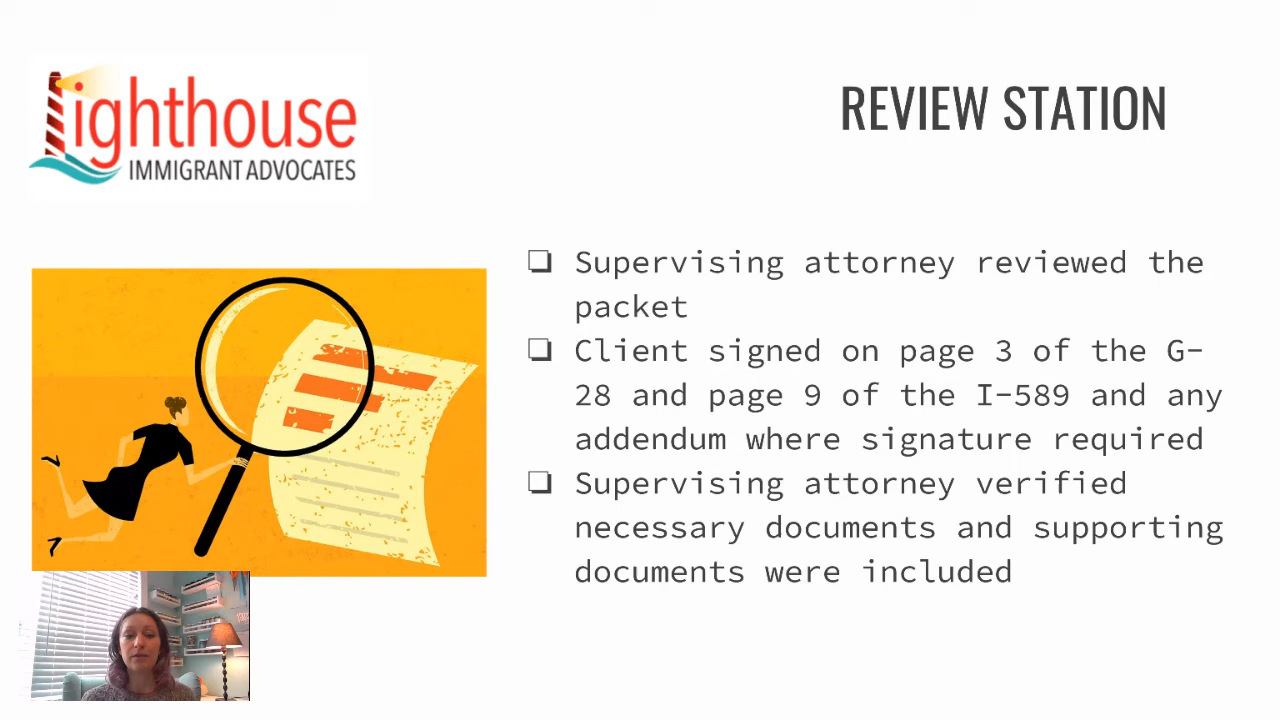 Lighthouse
IMMIGRANT ADVOCATES
REVIEW STATION
❏ Supervising attorney reviewed the
packet
❏ Client signed on page 3 of the G-
28 and page 9 of the I-589 and any
addendum where signature required
❏ Supervising attorney verified
necessary documents and supporting
documents were included